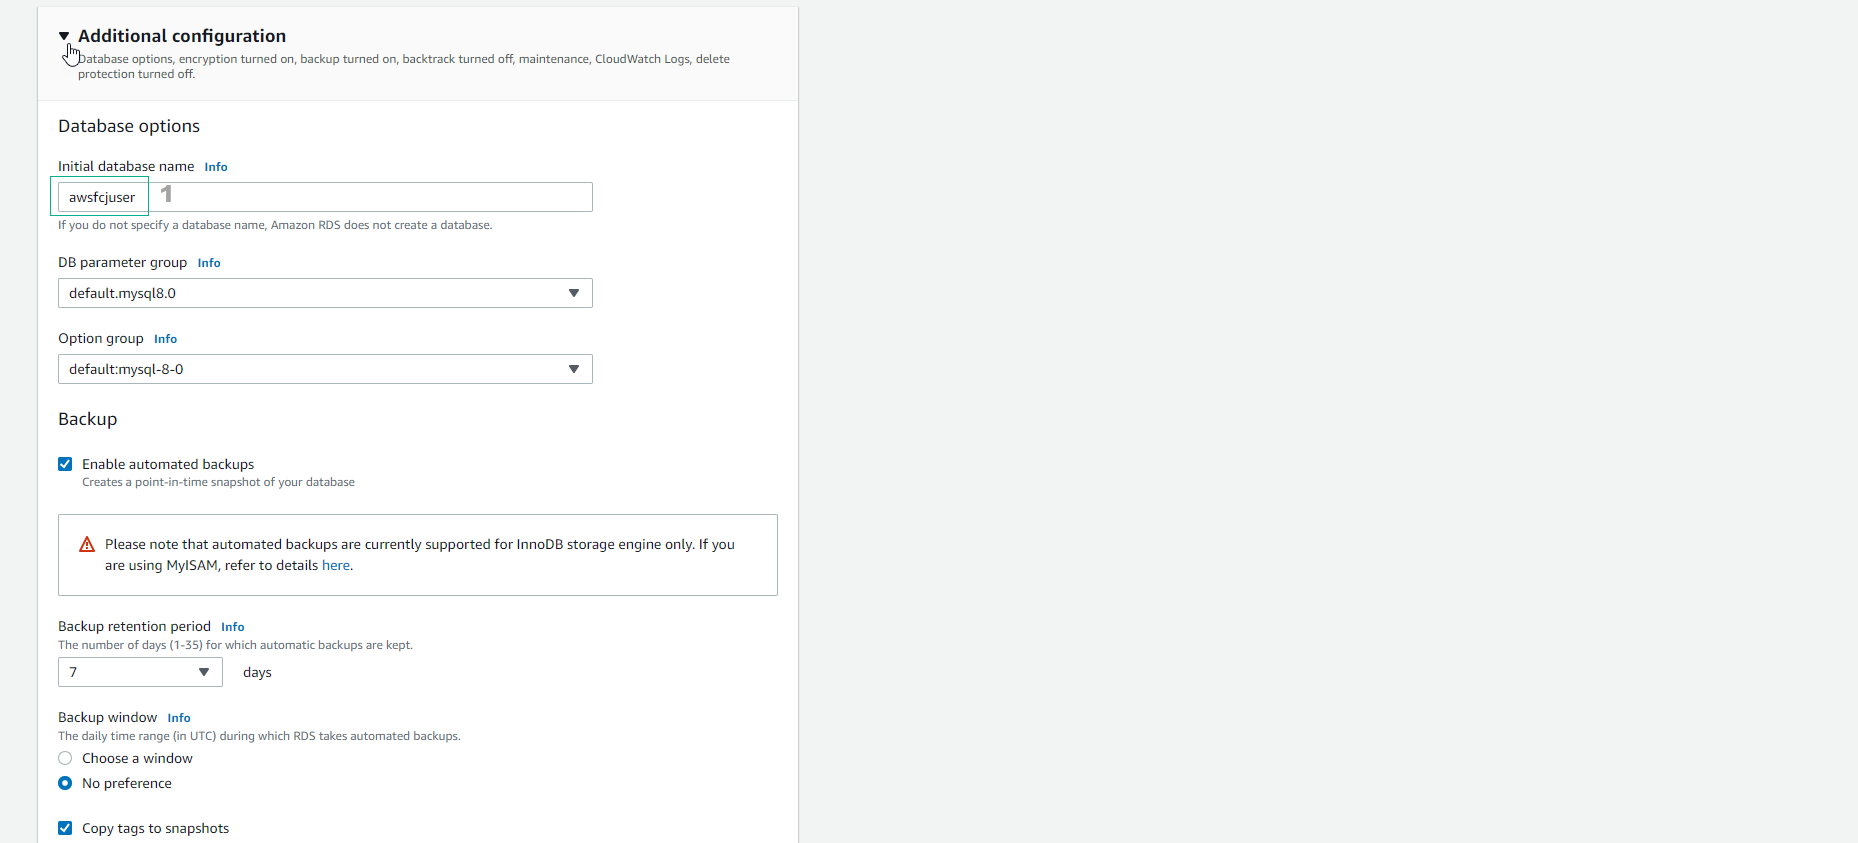 Additional configuration
Database options, encryption turned on, backup turned on, backtrack turned off, maintenance, CloudWatch Logs, delete
protection turned off.
Database options
Initial database name Info
awsfcjuser 1
If you do not specify a database name, Amazon RDS does not create a database.
DB parameter group Info
default.mysql8.0
Option group Info
default:mysql-8-0
Backup
Enable automated backups
Creates a point-in-time snapshot of your database
Please note that automated backups are currently supported for InnoDB storage engine only. If you
are using MyISAM, refer to details here.
Backup retention period Info
The number of days (1-35) for which automatic backups are kept.
7 days
Backup window Info
The daily time range (in UTC) during which RDS takes automated backups.
Choose a window
No preference
Copy tags to snapshots